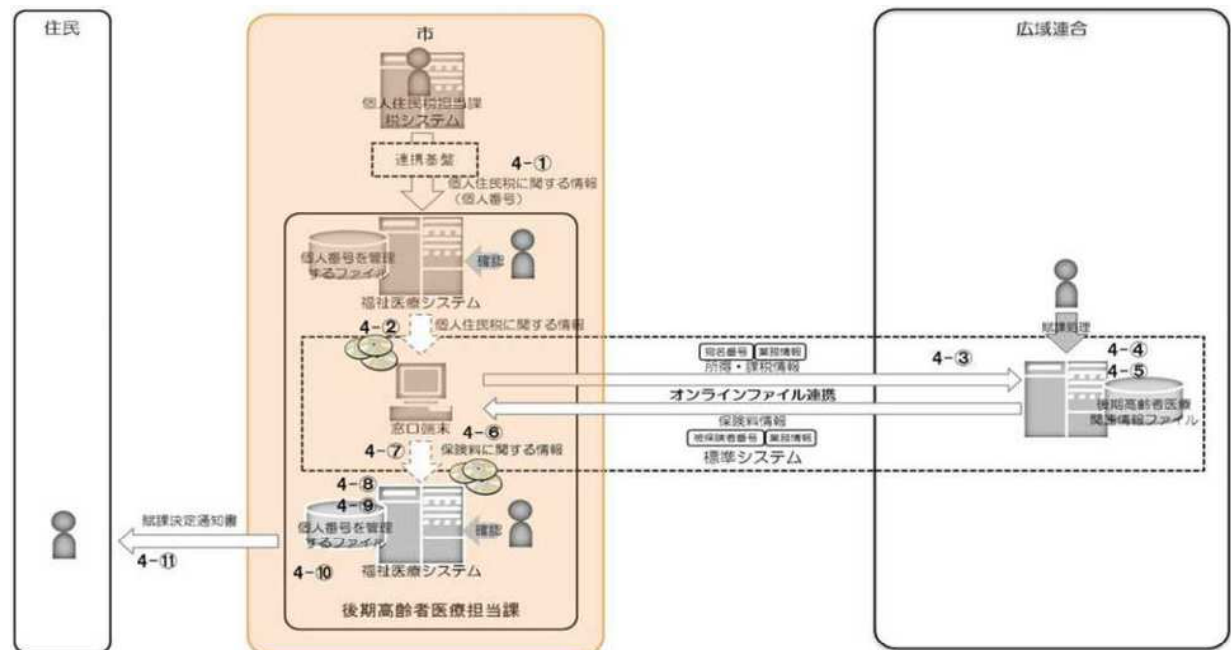 住民
市
広域連合
個人住民税担当課
税システム
連携基盤
4-①
個人住民税に関する情報
（個人番号）
個人番号を管理
するファイル
確認
福祉医療システム
4-②
個人住民税に関する情報
賦課処理
宛名番号 業務情報
4-③
所得・課税情報
4-④
4-⑤
オンラインファイル連携
後期高齢者医療
関連情報ファイル
窓口端末
保険料情報
4-⑥
被保険者番号 業務情報
4-⑦
保険料に関する情報
標準システム
4-⑧
4-⑨
個人番号を管理
するファイル
確認
賦課決定通知書
4-⑪
4-⑩
福祉医療システム
後期高齢者医療担当課